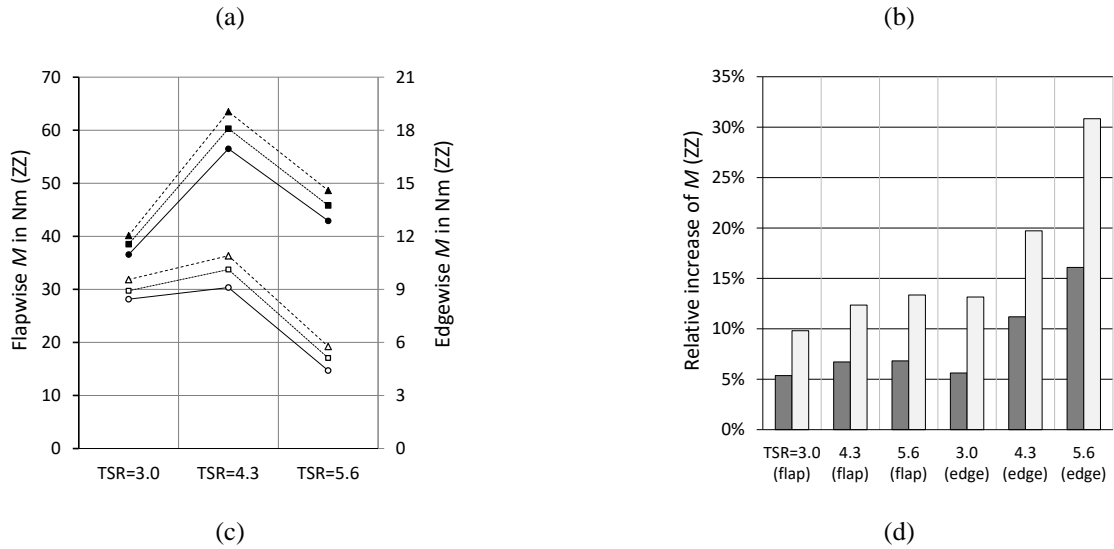 (a)
(b)
Flapwise M in Nm (ZZ)
70
60
50
40
30
20
10
0
21
18
15
12
9
6
3
0
Edgewise M in Nm (ZZ)
TSR=3.0 TSR=4.3 TSR=5.6
Relative increase of M (ZZ)
35%
30%
25%
20%
15%
10%
5%
0%
TSR=3.0 4.3 5.6 3.0 4.3 5.6
(flap) (flap) (flap) (edge) (edge) (edge)
(c)
(d)